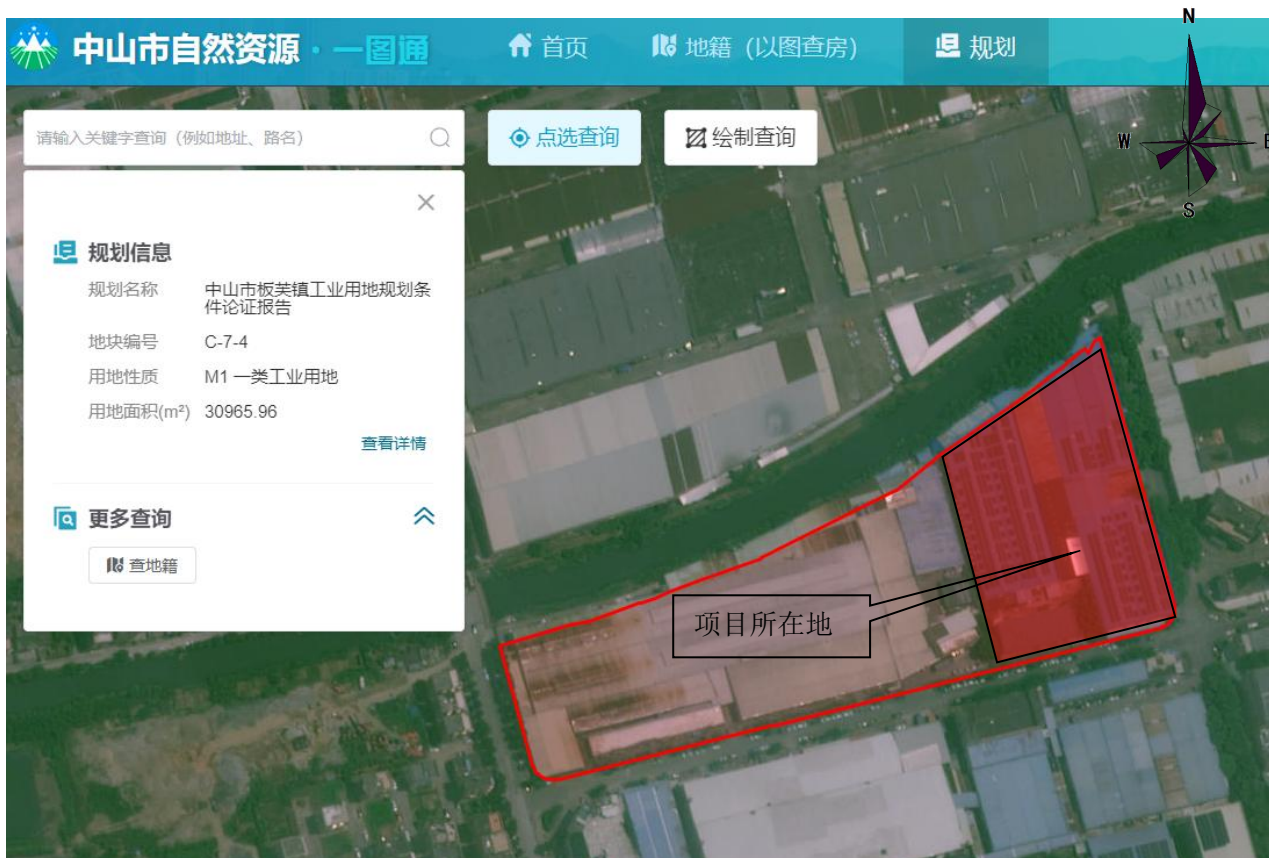 N
中山市自然资源·一图通
首页
地籍（以图查房）
规划
请输入关键字查询（例如地址、路名）
点选查询
绘制查询
W
E
S
规划信息
规划名称
中山市板芙镇工业用地规划条
件论证报告
地块编号
C-7-4
用地性质
M1 一类工业用地
用地面积(m²)
30965.96
查看详情
更多查询
查地籍
项目所在地